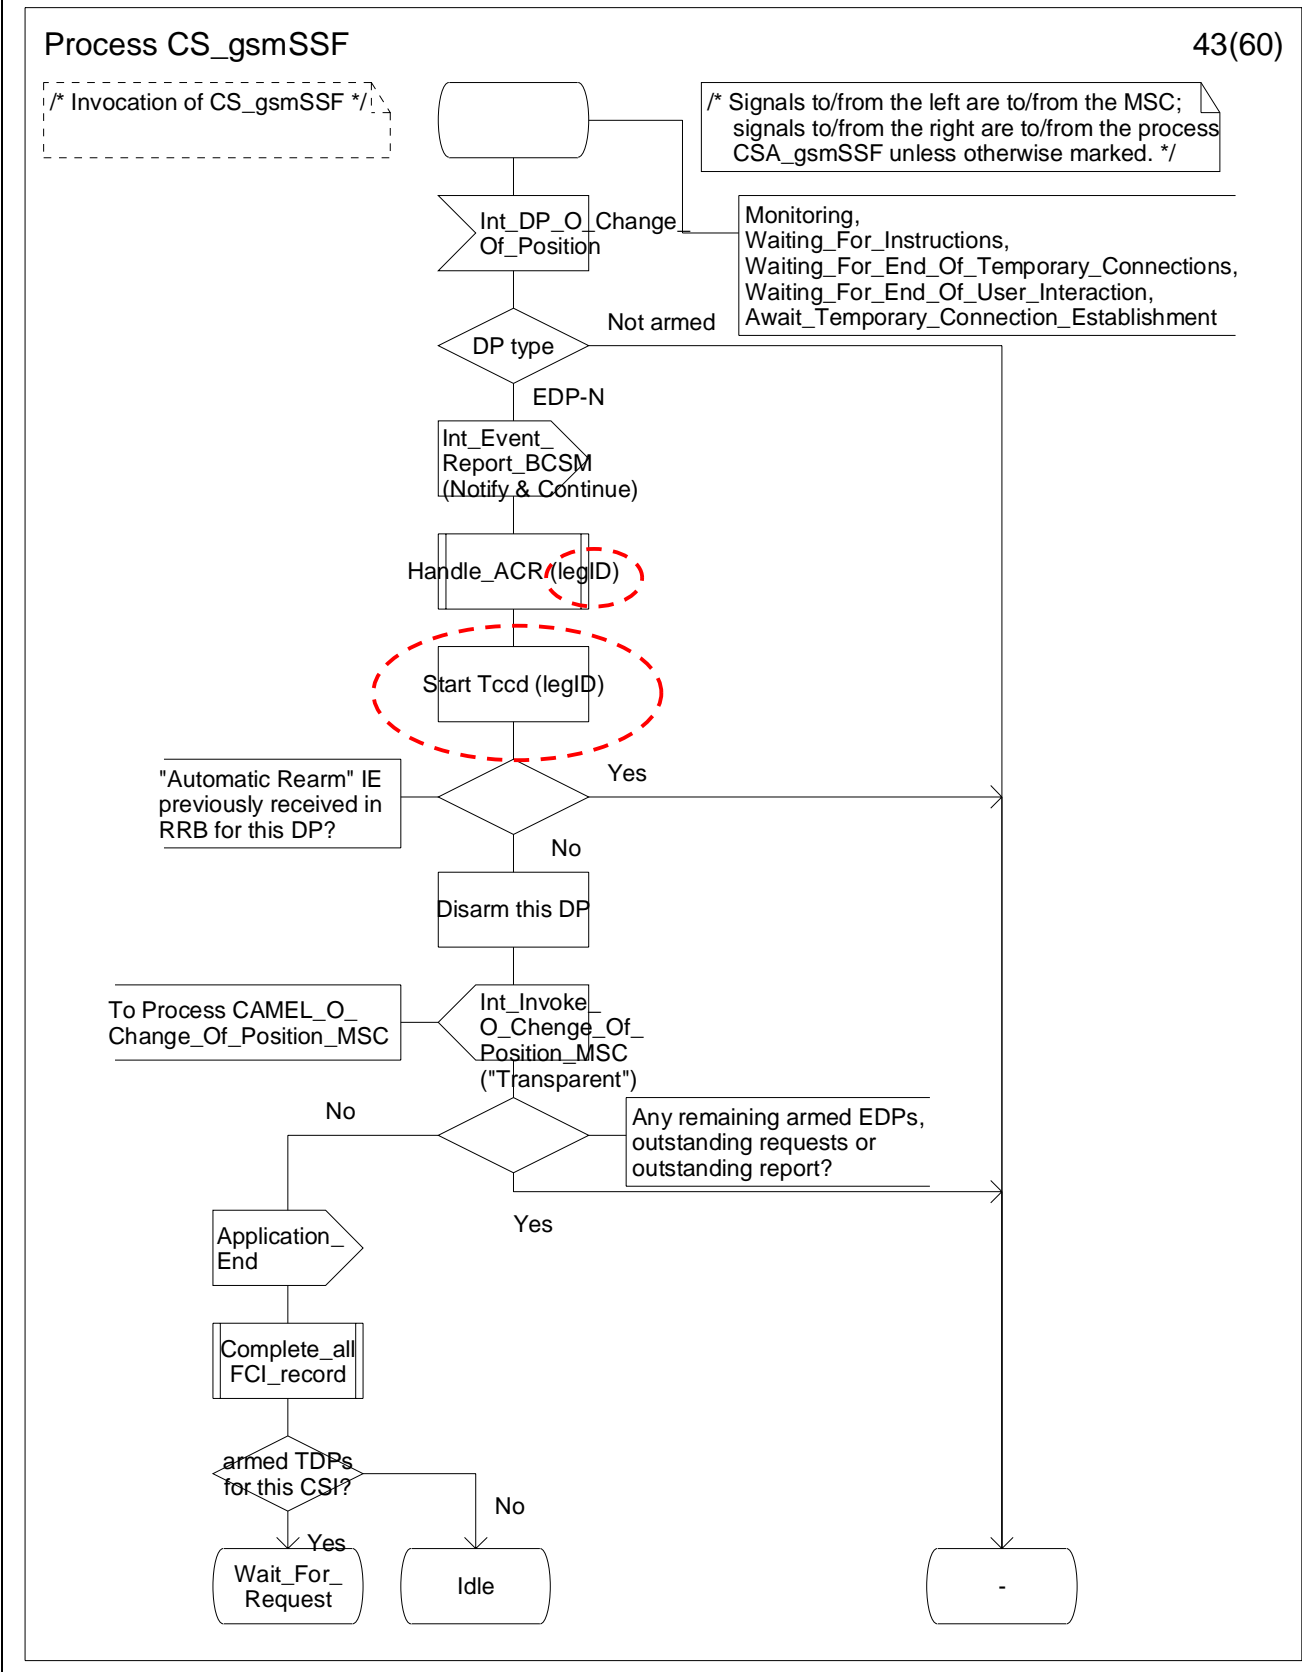 Process CS_gsmSSF
43(60)
/* Invocation of CS_gsmSSF */
/* Signals to/from the left are to/from the MSC;
signals to/from the right are to/from the process
CSA_gsmSSF unless otherwise marked. */
Int_DP_O_Change_
Of_Position
Monitoring,
Waiting_For_Instructions,
Waiting_For_End_Of_Temporary_Connections,
Waiting_For_End_Of_User_Interaction,
Await_Temporary_Connection_Establishment
Not armed
DP type
EDP-N
Int_Event_
Report_BCSM
(Notify & Continue)
Handle_ACR (legID)
Start Tccd (legID)
"Automatic Rearm" IE
previously received in
RRB for this DP?
Yes
No
Disarm this DP
To Process CAMEL_O_
Change_Of_Position_MSC
Int_Invoke_
O_Chenge_Of_
Position_MSC
("Transparent")
No
Any remaining armed EDPs,
outstanding requests or
outstanding report?
Yes
Application_
End
Complete_all
FCI_record
armed TDPs
for this CSI?
No
Yes
Wait_For_
Request
Idle
-